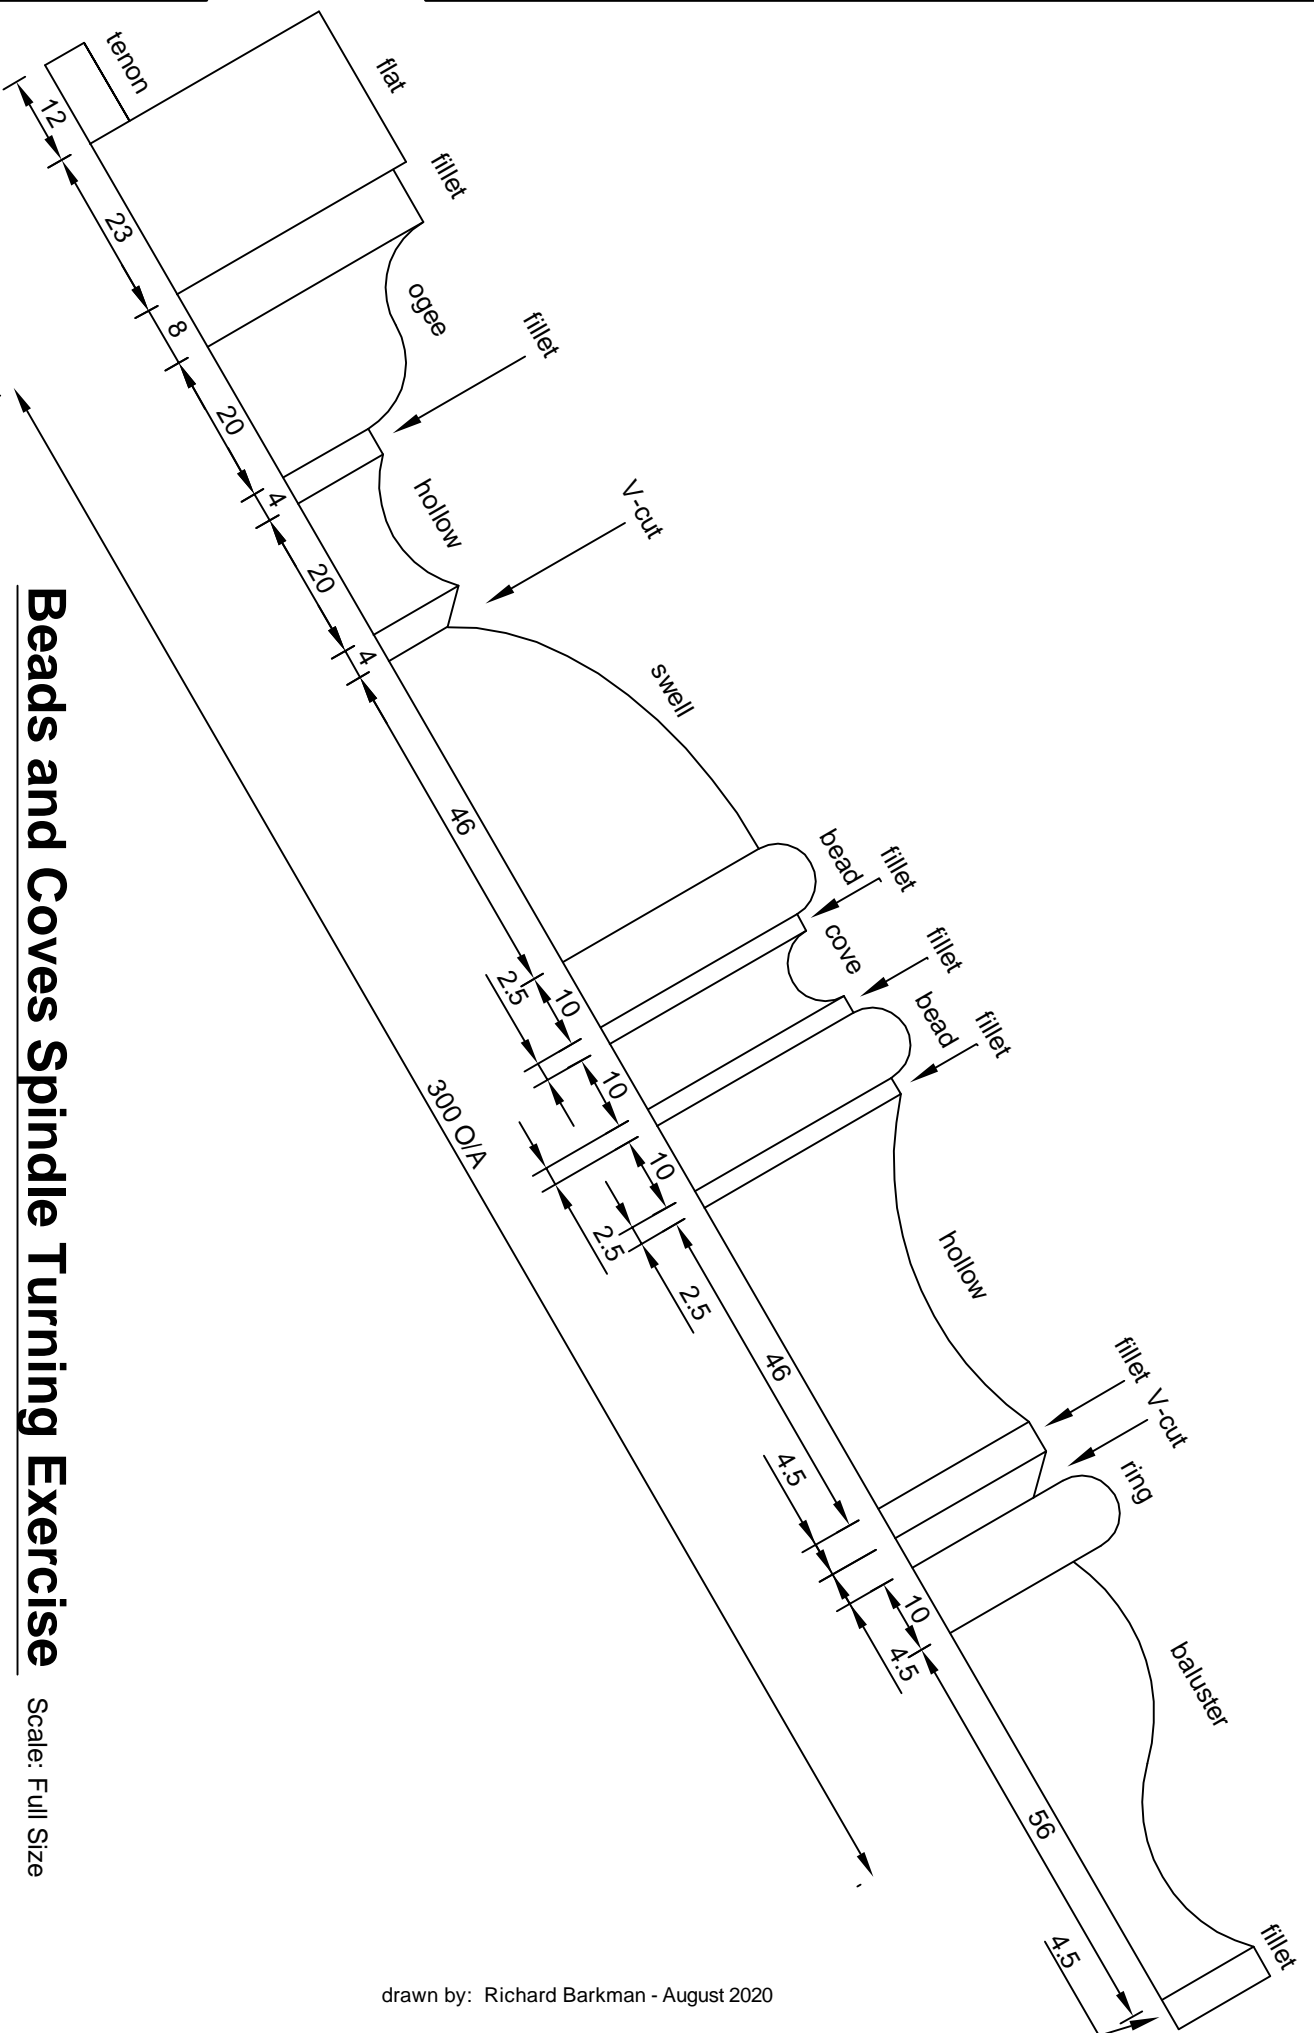 tenon
flat
fillet
ogee
fillet
hollow
V-cut
swell
bead
fillet
cove
fillet
bead
fillet
hollow
fillet
V-cut
ring
baluster
fillet
12
23
8
20
4
20
4
46
10
2.5
10
2.5
10
2.5
46
4.5
4.5
10
56
4.5
300 O/A
Beads and Coves Spindle Turning Exercise
Scale: Full Size
drawn by: Richard Barkman - August 2020